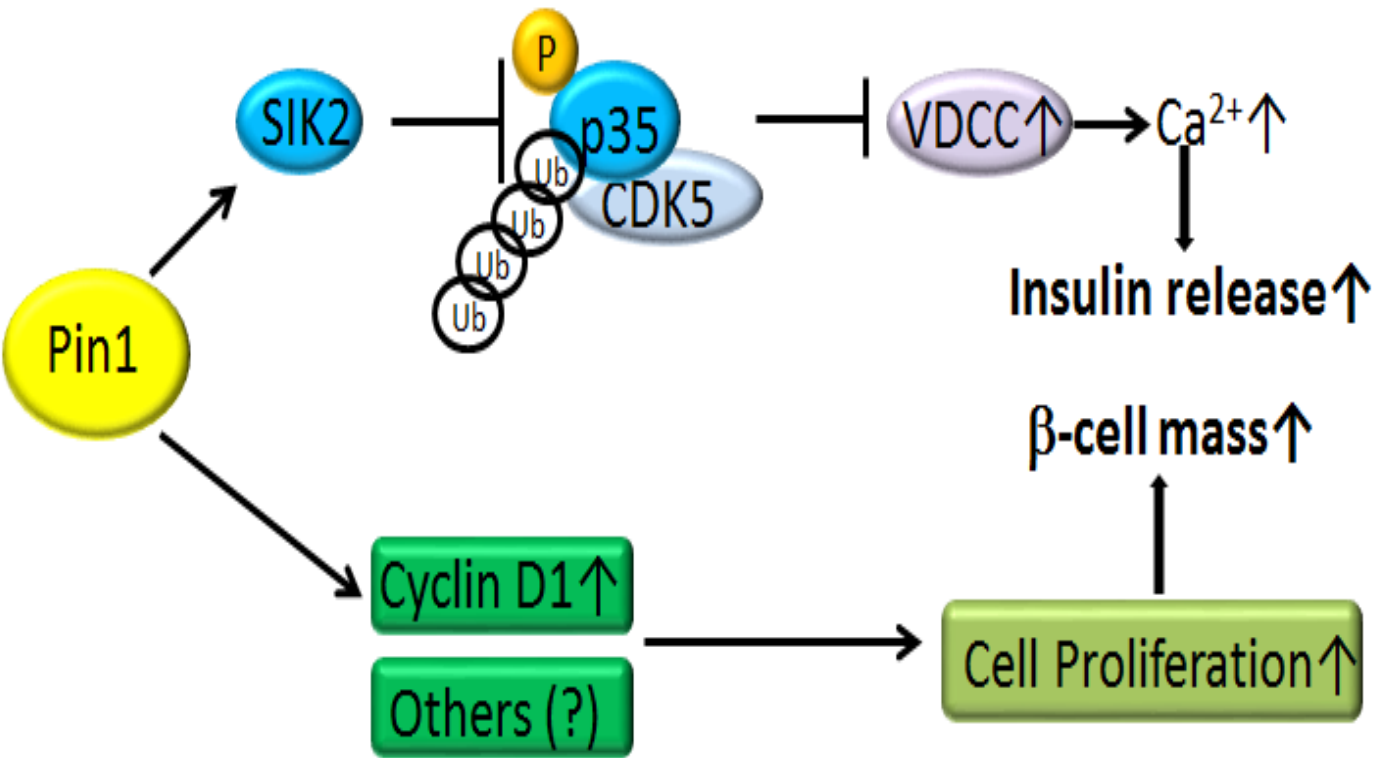 P
SIK2
p35
VDCC↑
Ca²⁺↑
Ub
CDK5
Ub
Ub
Ub
Insulin release↑
Pin1
β-cell mass↑
Cyclin D1↑
Cell Proliferation↑
Others (?)